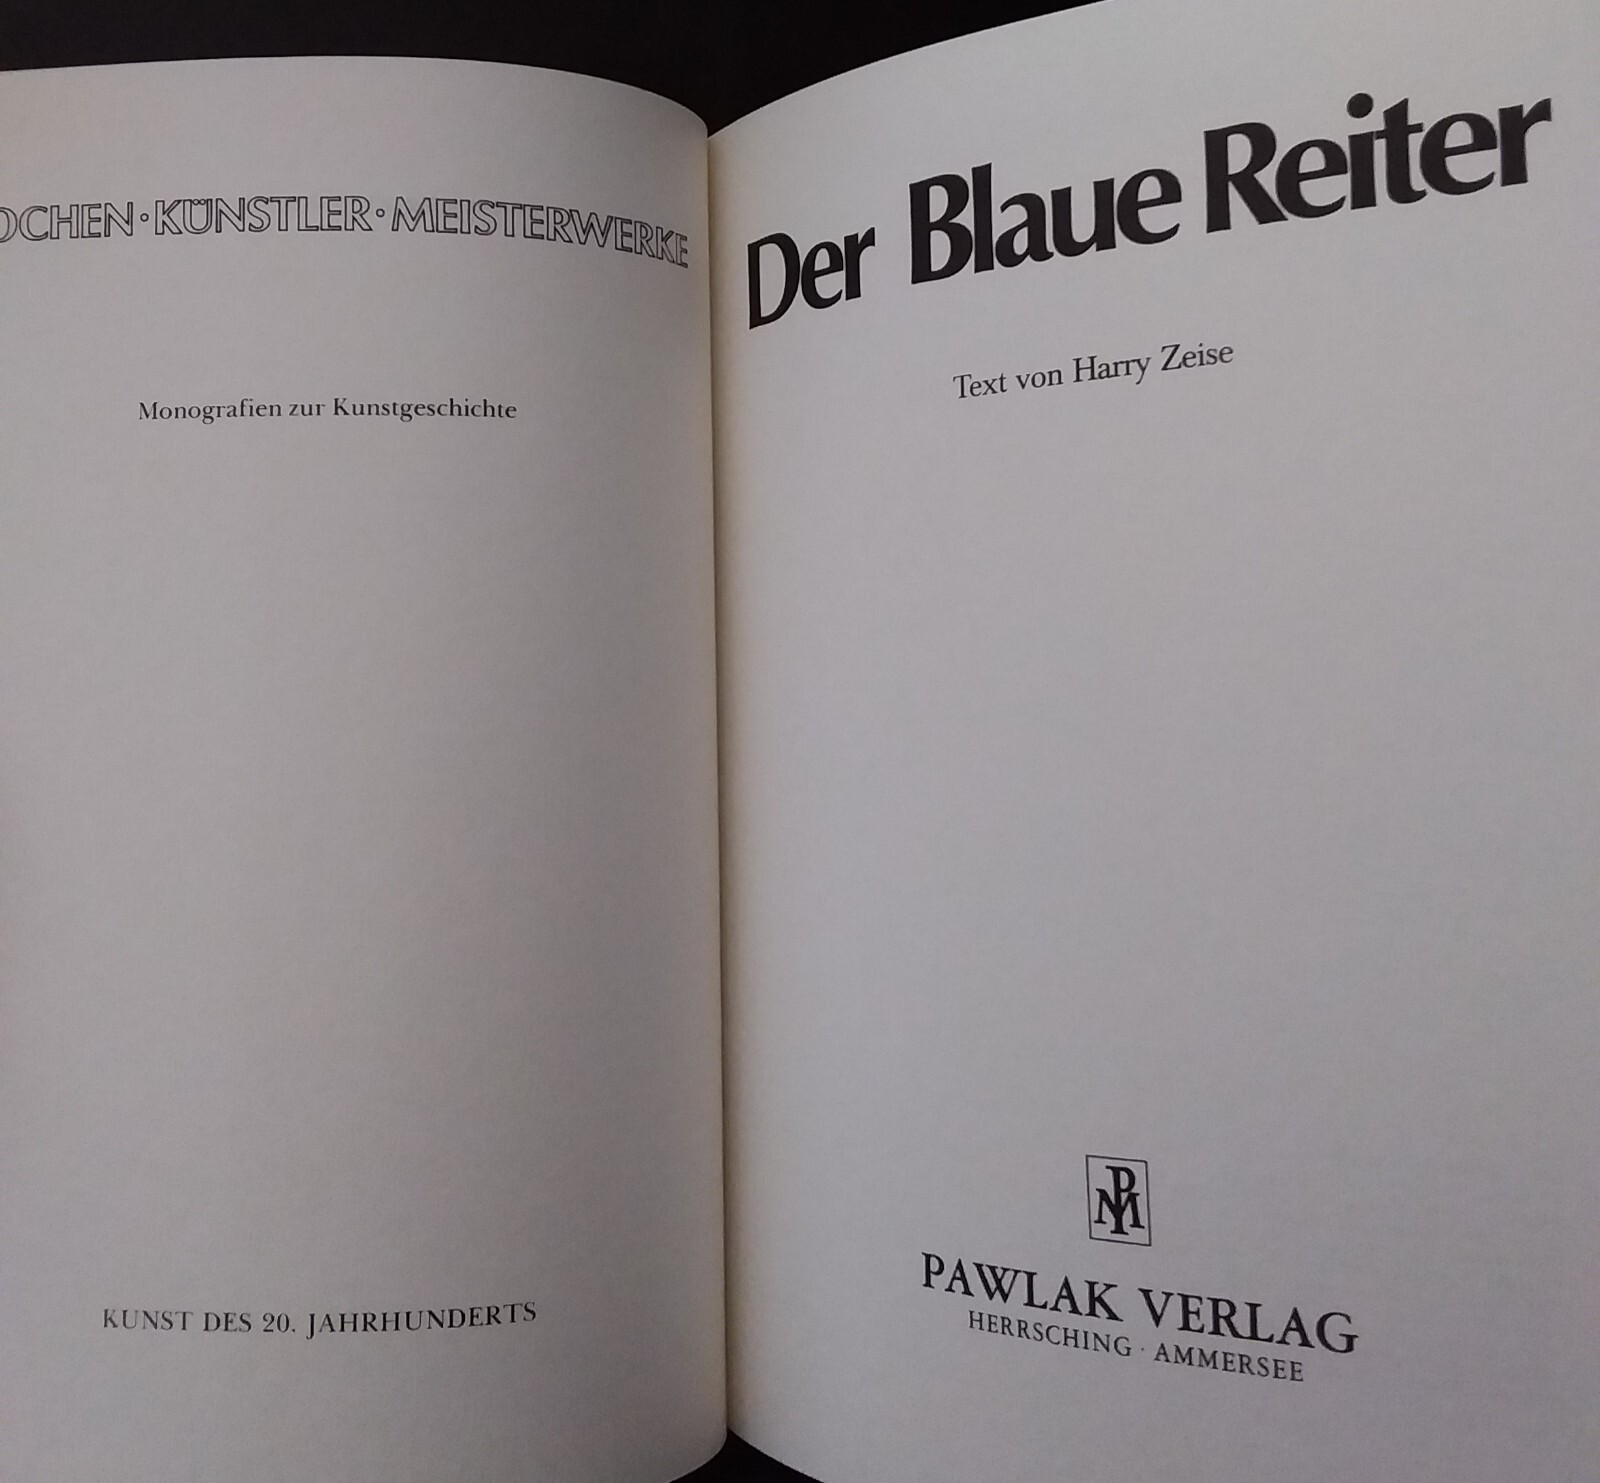 OCHEN·KÜNSTLER·MEISTERWERKE
Monografien zur Kunstgeschichte
KUNST DES 20. JAHRHUNDERTS
Der Blaue Reiter
Text von Harry Zeise
PAWLAK VERLAG
HERRSCHING · AMMERSEE